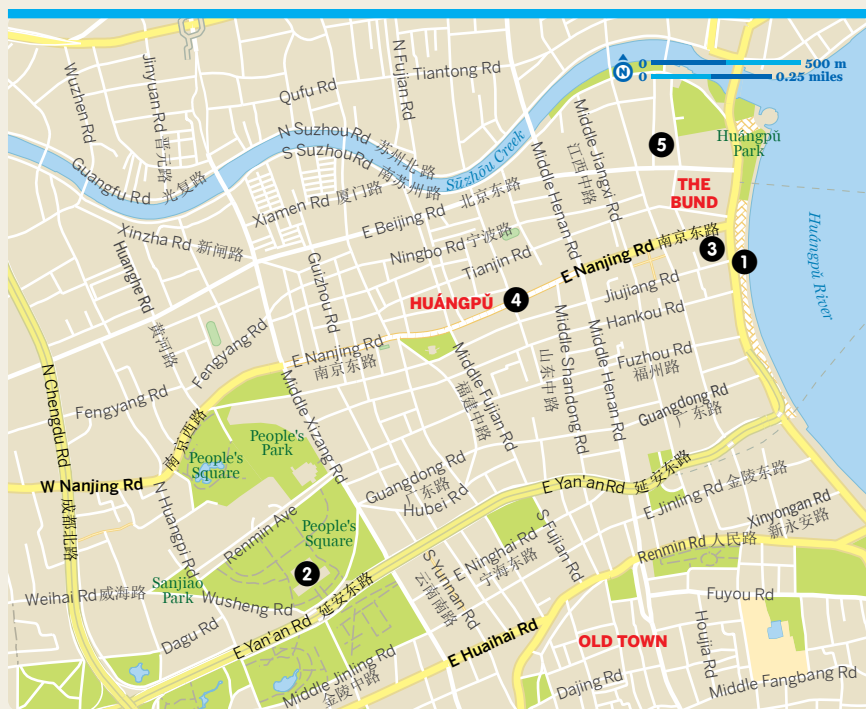 N Fujian Rd
Tiantong Rd
0 500 m
N
0 0.25 miles
Wuzhen Rd
Jinyuan Rd 晋元路
Qufu Rd
N Suzhou Rd 苏州北路
S Suzhou Rd 南苏州路
Suzhōu Creek
Middle Jiangxi Rd
江西中路
5
Huángpǔ
Park
Guangfu Rd 光复路
Xiamen Rd 厦门路
E Beijing Rd 北京东路
Middle Henan Rd
THE
BUND
Xinzha Rd 新闸路
Ningbo Rd 宁波路
Tianjin Rd
E Nanjing Rd 南京东路
3
1
Huángpǔ River
Huanghe Rd
黄河路
Guizhou Rd
HUÁNGPǓ
4
Jiujiang Rd
Hankou Rd
Fengyang Rd
E Nanjing Rd
南京东路
Middle Fujian Rd
福建中路
Middle Shandong Rd
山东中路
Middle Henan Rd
Fuzhou Rd
福州路
N Chengdu Rd
成都北路
Fengyang Rd
Middle Xizang Rd
Guangdong Rd
广东路
南京西路
People's
Park
People's
Square
W Nanjing Rd
Guangdong Rd
广东路
Hubei Rd
E Yan'an Rd 延安东路
E Jinling Rd 金陵东路
N Huangpi Rd
Renmin Ave
People's
Square
Xinyongan Rd
新永安路
S Fujian Rd
Renmin Rd 人民路
E Ninghai Rd
宁海东路
2
S Yunnan Rd
云南南路
Sanjiao
Park
Weihai Rd 威海路
Wusheng Rd
Fuyou Rd
Dagu Rd
E Yan'an Rd 延安东路
E Huaihai Rd
OLD TOWN
Houjia Rd
Middle Jinling Rd
金陵中路
Dajing Rd
Middle Fangbang Rd